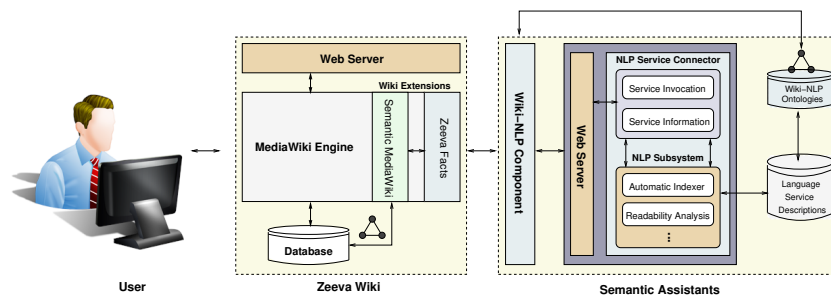 Web Server
Wiki Extensions
MediaWiki Engine
Semantic MediaWiki
Zeeva Facts
Database
User
Zeeva Wiki
Wiki–NLP Component
Web Server
NLP Service Connector
Service Invocation
Service Information
NLP Subsystem
Automatic Indexer
Readability Analysis
...
Wiki–NLP
Ontologies
Language
Service
Descriptions
Semantic Assistants